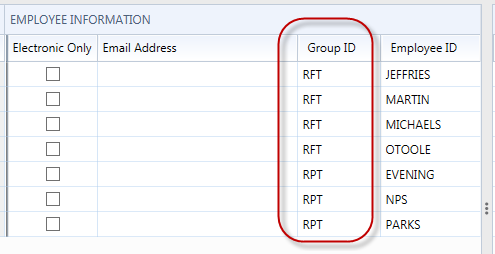 EMPLOYEE INFORMATION
Electronic Only Email Address Group ID Employee ID
RFT JEFFRIES
RFT MARTIN
RFT MICHAELS
RFT OTOOLE
RPT EVENING
RPT NPS
RPT PARKS